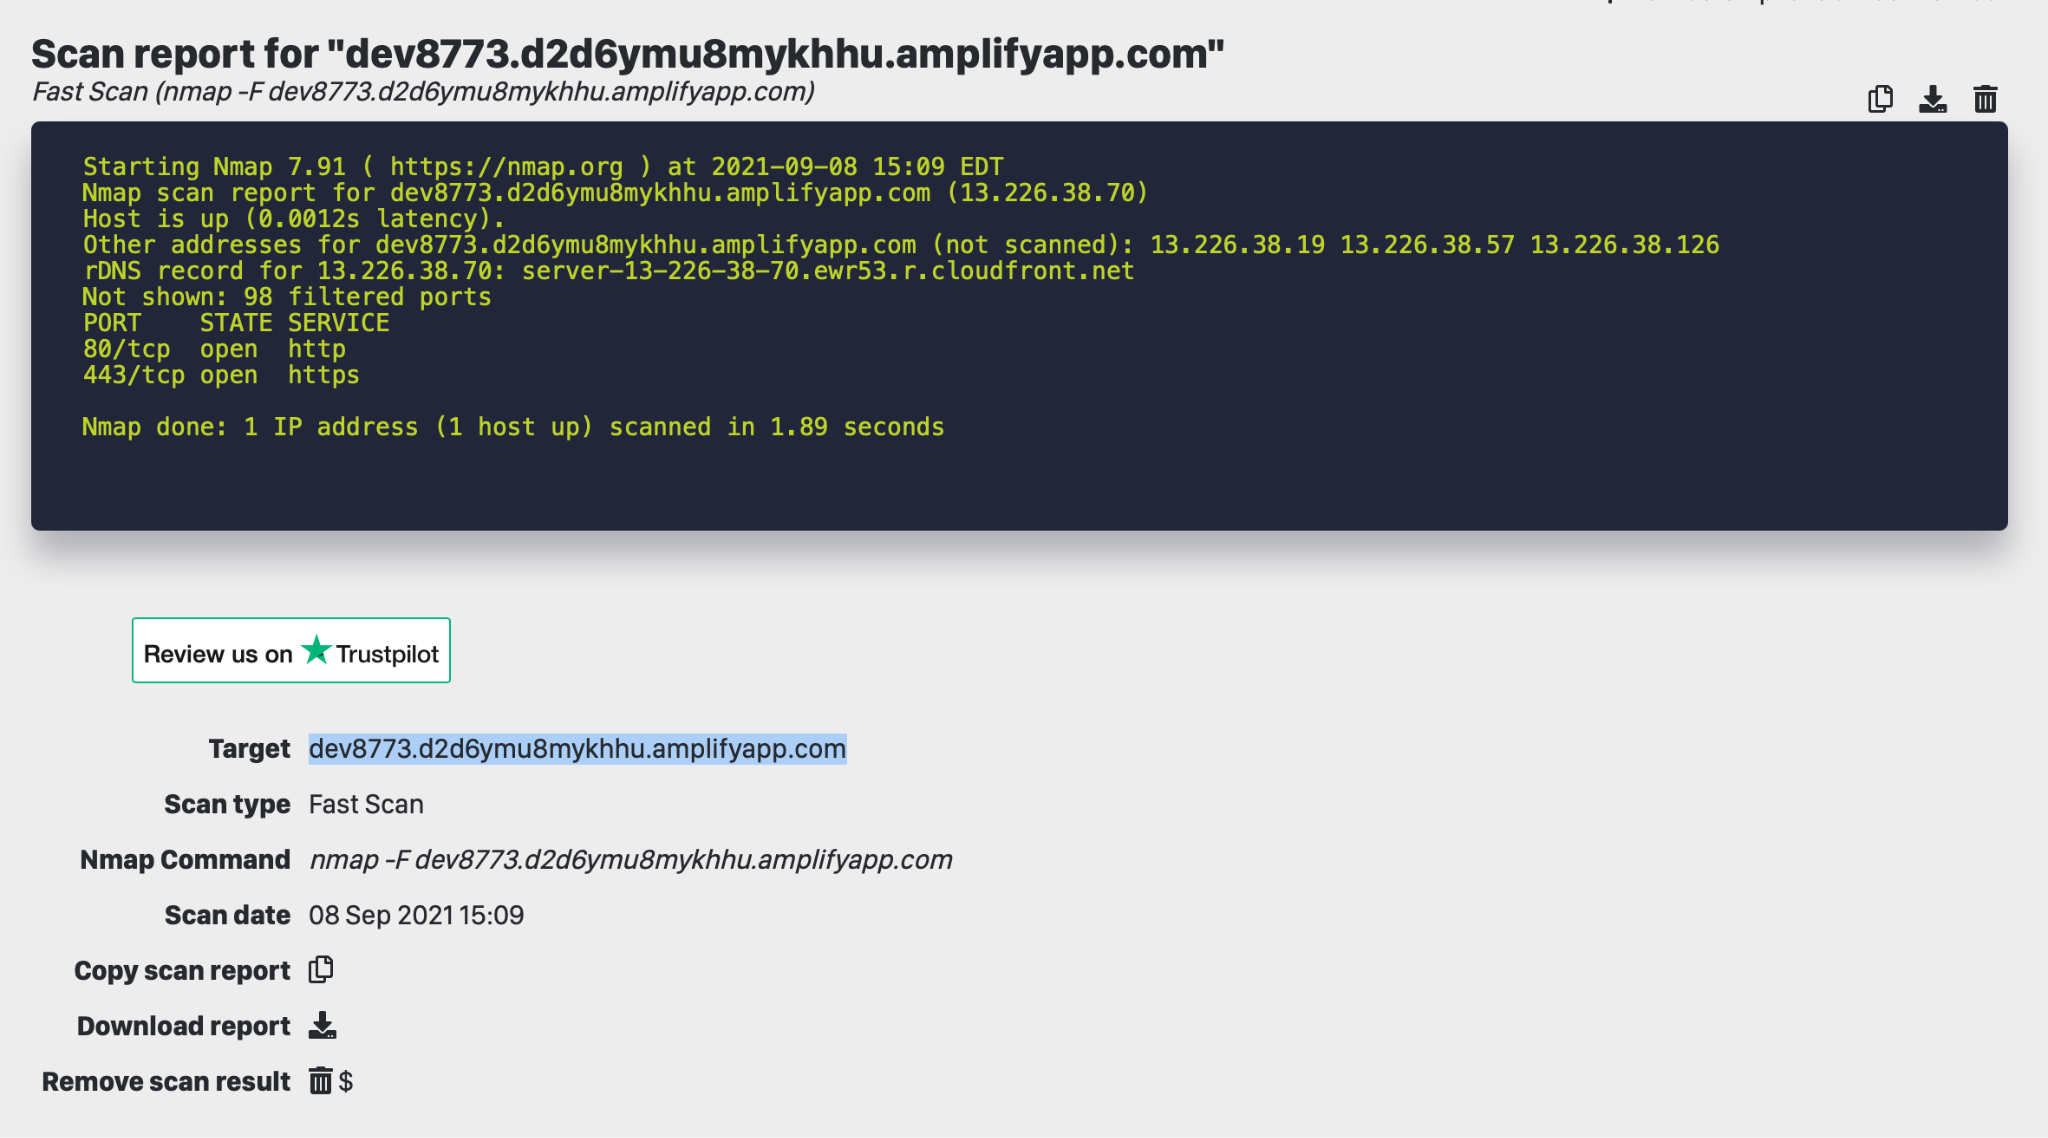 Scan report for "dev8773.d2d6ymu8mykhhu.amplifyapp.com"
Fast Scan (nmap -F dev8773.d2d6ymu8mykhhu.amplifyapp.com)
Starting Nmap 7.91 ( https://nmap.org ) at 2021-09-08 15:09 EDT
Nmap scan report for dev8773.d2d6ymu8mykhhu.amplifyapp.com (13.226.38.70)
Host is up (0.0012s latency).
Other addresses for dev8773.d2d6ymu8mykhhu.amplifyapp.com (not scanned): 13.226.38.19 13.226.38.57 13.226.38.126
rDNS record for 13.226.38.70: server-13-226-38-70.ewr53.r.cloudfront.net
Not shown: 98 filtered ports
PORT    STATE SERVICE
80/tcp  open  http
443/tcp open  https
Nmap done: 1 IP address (1 host up) scanned in 1.89 seconds
Review us on Trustpilot
Target dev8773.d2d6ymu8mykhhu.amplifyapp.com
Scan type Fast Scan
Nmap Command nmap -F dev8773.d2d6ymu8mykhhu.amplifyapp.com
Scan date 08 Sep 2021 15:09
Copy scan report
Download report
Remove scan result $